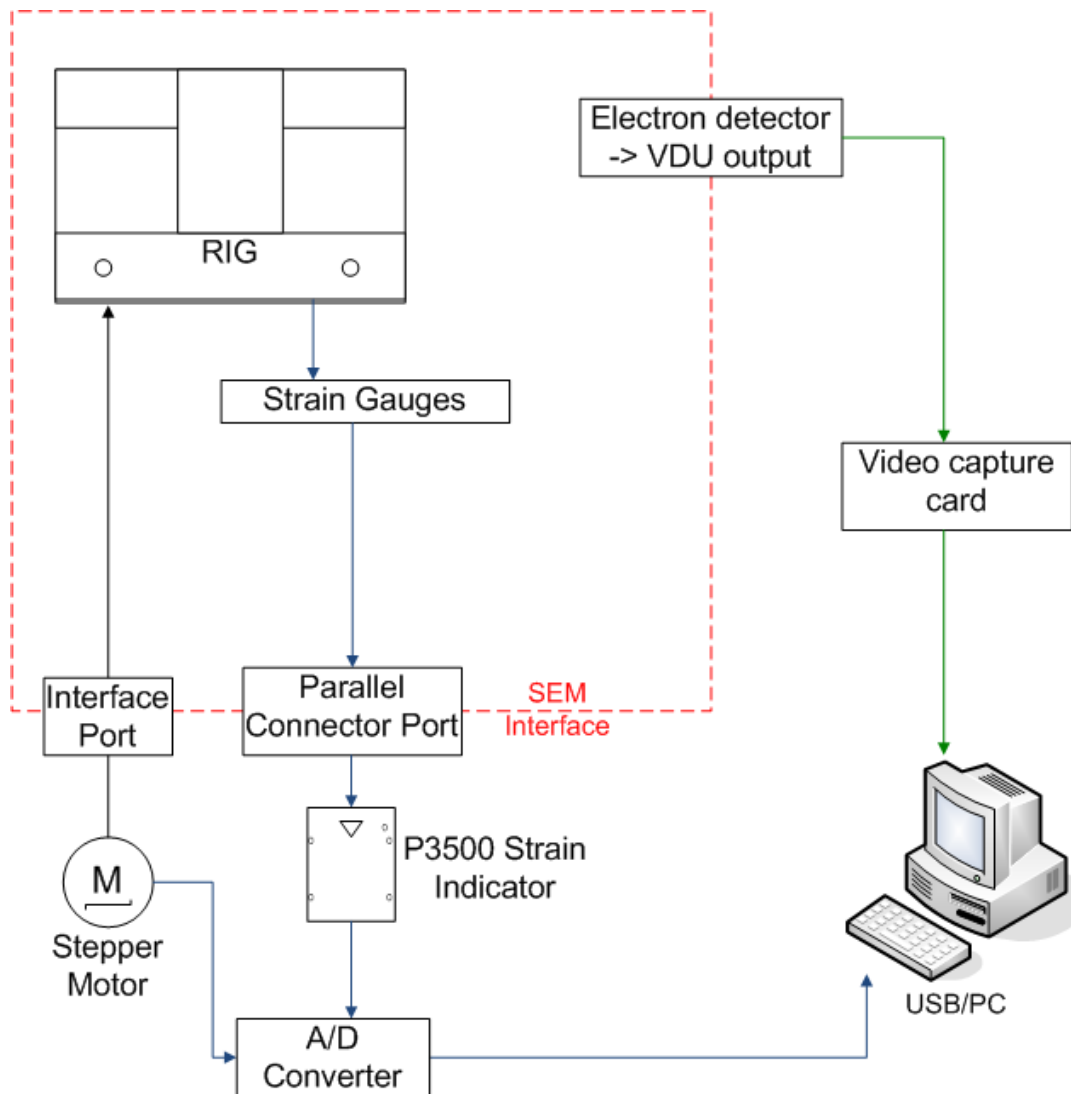 Electron detector
-> VDU output
RIG
Strain Gauges
Video capture
card
Interface
Port
Parallel
Connector Port
SEM
Interface
P3500 Strain
Indicator
M
Stepper
Motor
USB/PC
A/D
Converter